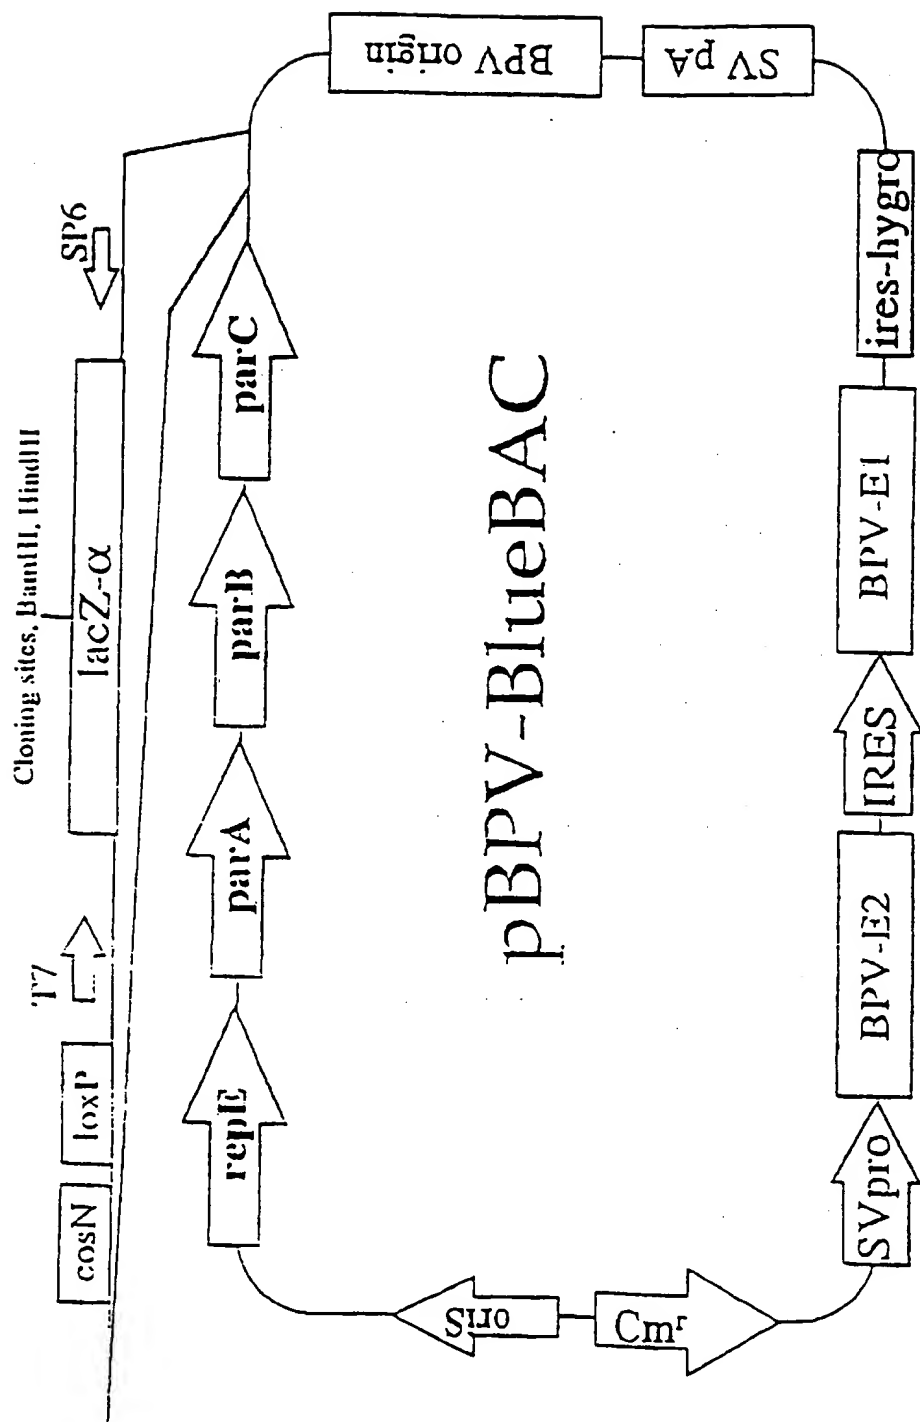 Cloning sites, BamHI, HindIII
cosN
loxP
T7
lacZ-α
SP6
repE
parA
parB
parC
BPV origin
SV pA
pBPV-BlueBAC
oriS
Cmʳ
SVpro
BPV-E2
IRES
BPV-E1
ires-hygro